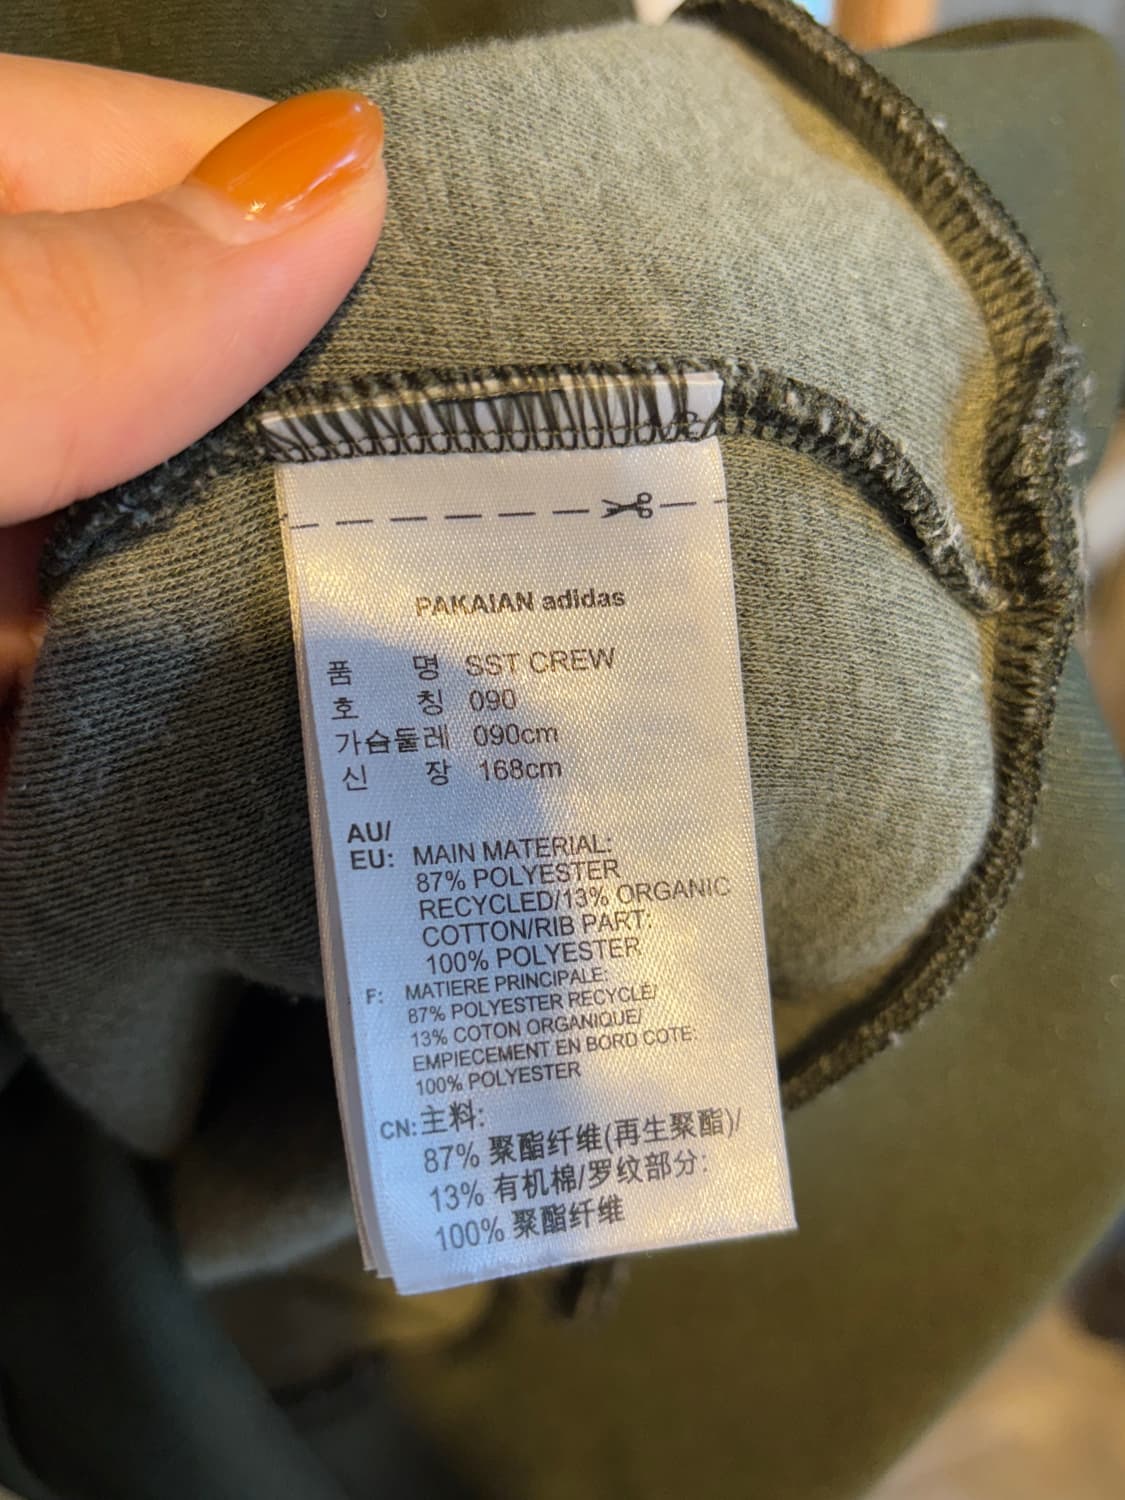 PAKAIAN adidas
품 명 SST CREW
호 칭 090
가슴둘레 090cm
신 장 168cm
AU/
EU: MAIN MATERIAL:
87% POLYESTER
RECYCLED/13% ORGANIC
COTTON/RIB PART:
100% POLYESTER
F: MATIERE PRINCIPALE:
87% POLYESTER RECYCLE/
13% COTON ORGANIQUE/
EMPIECEMENT EN BORD COTE:
100% POLYESTER
CN: 主料:
87% 聚酯纤维(再生聚酯)/
13% 有机棉/罗纹部分:
100% 聚酯纤维